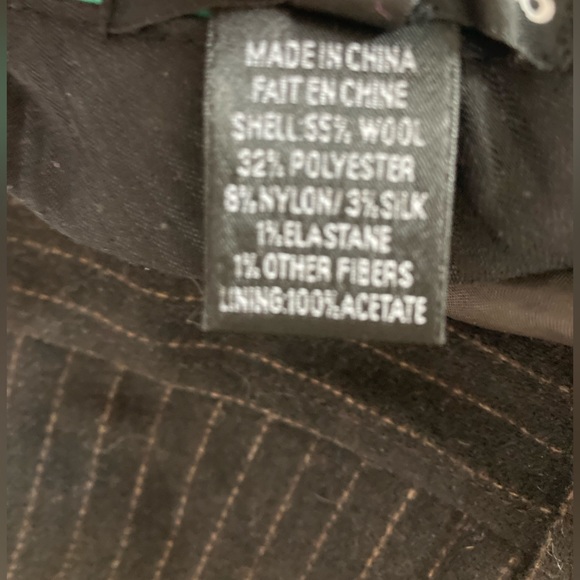 8
MADE IN CHINA
FAIT EN CHINE
SHELL:55% WOOL
32% POLYESTER
8% NYLON/ 3% SILK
1% ELASTANE
1% OTHER FIBERS
LINING:100% ACETATE